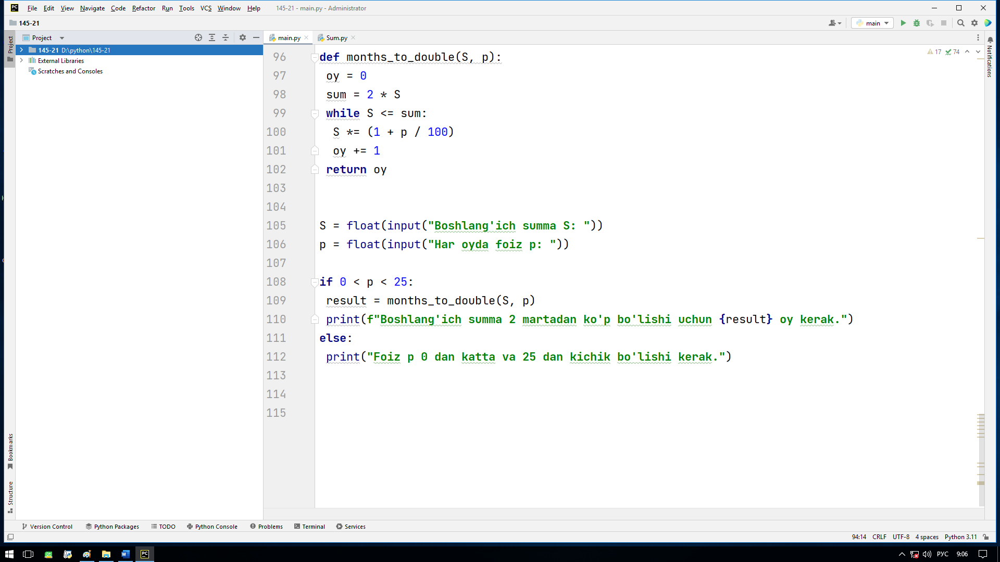 PC File Edit View Navigate Code Refactor Run Tools VCS Window Help 145-21 - main.py - Administrator
145-21 main
Project
Project
main.py Sum.py
145-21 D:\python\145-21
External Libraries
Scratches and Consoles
17 74
Notifications
96 def months_to_double(S, p):
97 oy = 0
98 sum = 2 * S
99 while S <= sum:
100 S *= (1 + p / 100)
101 oy += 1
102 return oy
103
104
105 S = float(input("Boshlang'ich summa S: "))
106 p = float(input("Har oyda foiz p: "))
107
108 if 0 < p < 25:
109 result = months_to_double(S, p)
110 print(f"Boshlang'ich summa 2 martadan ko'p bo'lishi uchun {result} oy kerak.")
111 else:
112 print("Foiz p 0 dan katta va 25 dan kichik bo'lishi kerak.")
113
114
115
Bookmarks
Structure
Version Control Python Packages TODO Python Console Problems Terminal Services
94:14 CRLF UTF-8 4 spaces Python 3.11
Qt W PC РУС 9:06